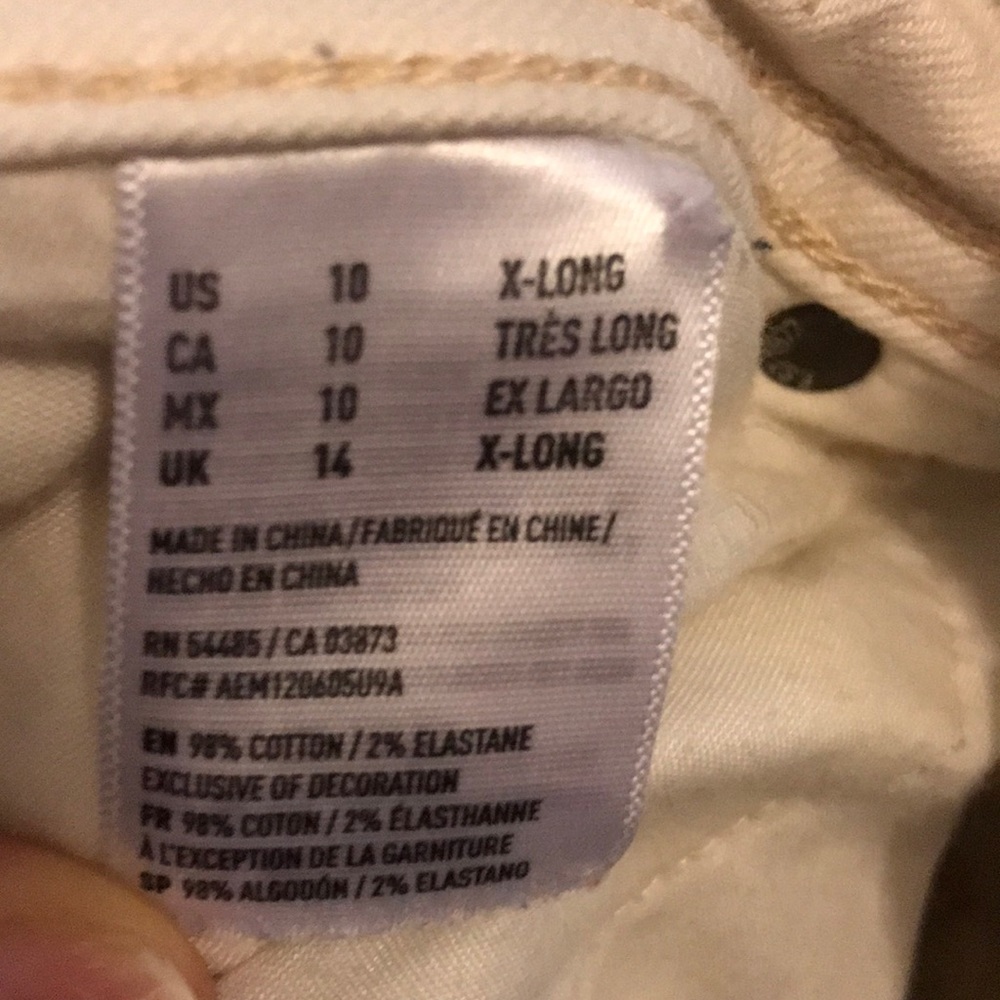 US 10 X-LONG
CA 10 TRÈS LONG
MX 10 EX LARGO
UK 14 X-LONG
MADE IN CHINA/FABRIQUÉ EN CHINE/
HECHO EN CHINA
RN 54485 / CA 03873
RFC# AEM120605U9A
EN 98% COTTON / 2% ELASTANE
EXCLUSIVE OF DECORATION
FR 98% COTON / 2% ÉLASTHANNE
À L'EXCEPTION DE LA GARNITURE
SP 98% ALGODÓN / 2% ELASTANO